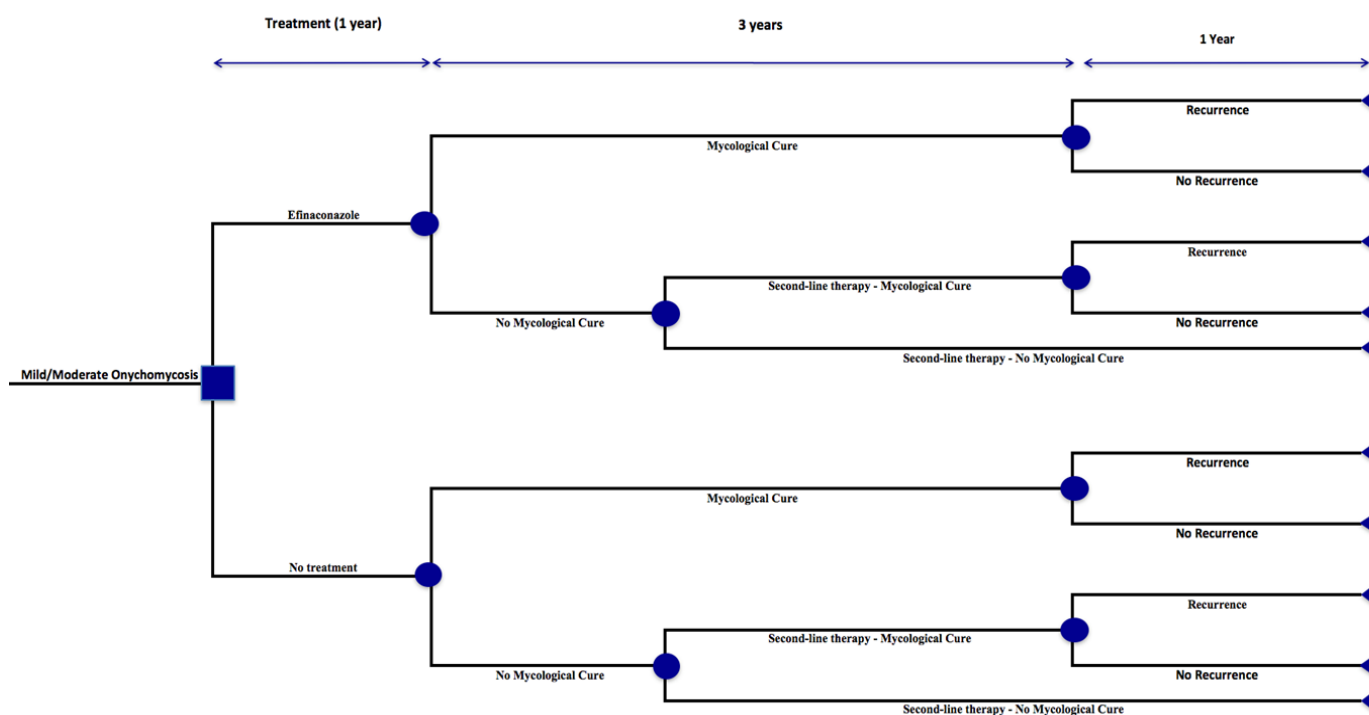 Treatment (1 year)
3 years
1 Year
Recurrence
Mycological Cure
No Recurrence
Efinaconazole
Recurrence
Second-line therapy - Mycological Cure
No Mycological Cure
No Recurrence
Second-line therapy - No Mycological Cure
Mild/Moderate Onychomycosis
Recurrence
Mycological Cure
No Recurrence
No treatment
Recurrence
Second-line therapy - Mycological Cure
No Mycological Cure
No Recurrence
Second-line therapy - No Mycological Cure